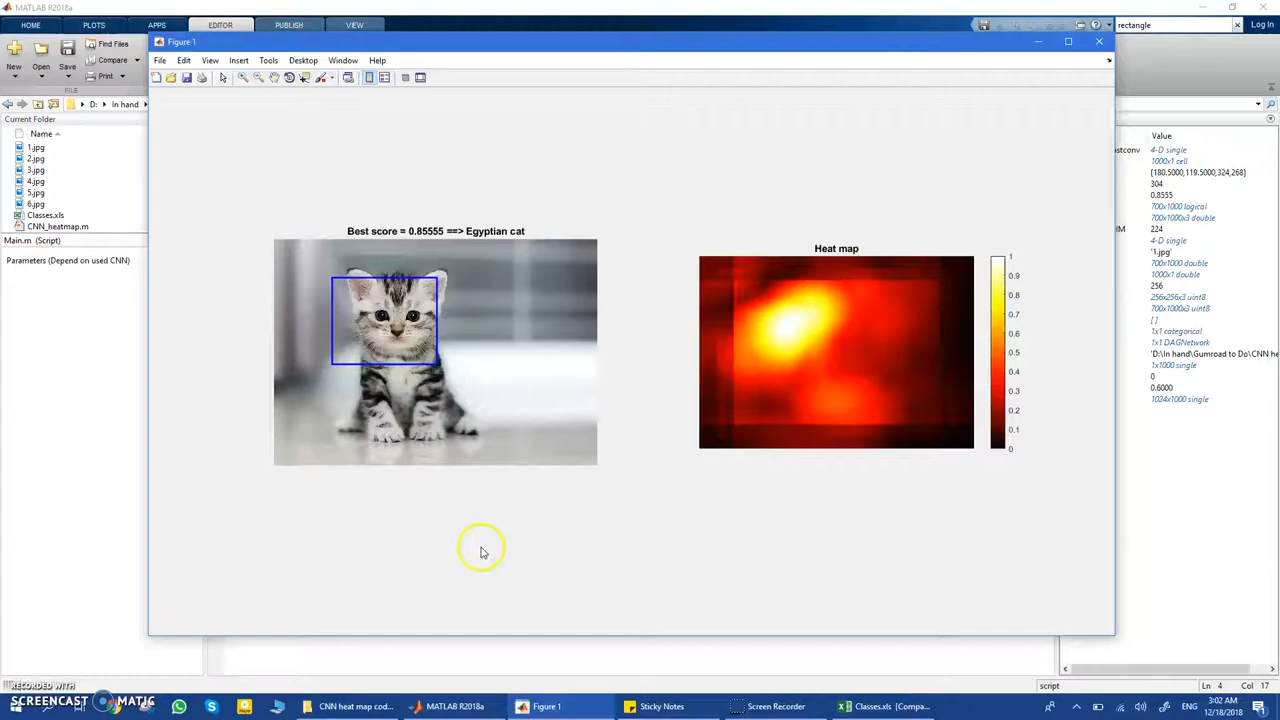 MATLAB R2018a
HOME
PLOTS
APPS
EDITOR
PUBLISH
VIEW
rectangle
Log In
Figure 1
File
Edit
View
Insert
Tools
Desktop
Window
Help
New
Open
Save
Find Files
Compare
Print
FILE
D:
In hand
Current Folder
Name
1.jpg
2.jpg
3.jpg
4.jpg
5.jpg
6.jpg
Classes.xls
CNN_heatmap.m
Main.m (Script)
Parameters (Depend on used CNN)
Best score = 0.85555 ==> Egyptian cat
Heat map
1
0.9
0.8
0.7
0.6
0.5
0.4
0.3
0.2
0.1
0
Value
4-D single
1000x1 cell
[180.5000,119.5000,324,268]
304
0.8555
700x1000 logical
700x1000x3 double
224
4-D single
'1.jpg'
700x1000 double
1000x1 double
256
256x256x3 uint8
700x1000x3 uint8
[ ]
1x1 categorical
1x1 DAGNetwork
'D:\In hand\Gumroad to Do\CNN he
1x1000 single
0
0.6000
1024x1000 single
script
Ln 4 Col 17
RECORDED WITH
SCREENCAST MATIC
CNN heat map cod...
MATLAB R2018a
Figure 1
Sticky Notes
Screen Recorder
Classes.xls [Compa...
ENG
3:02 AM
12/18/2018